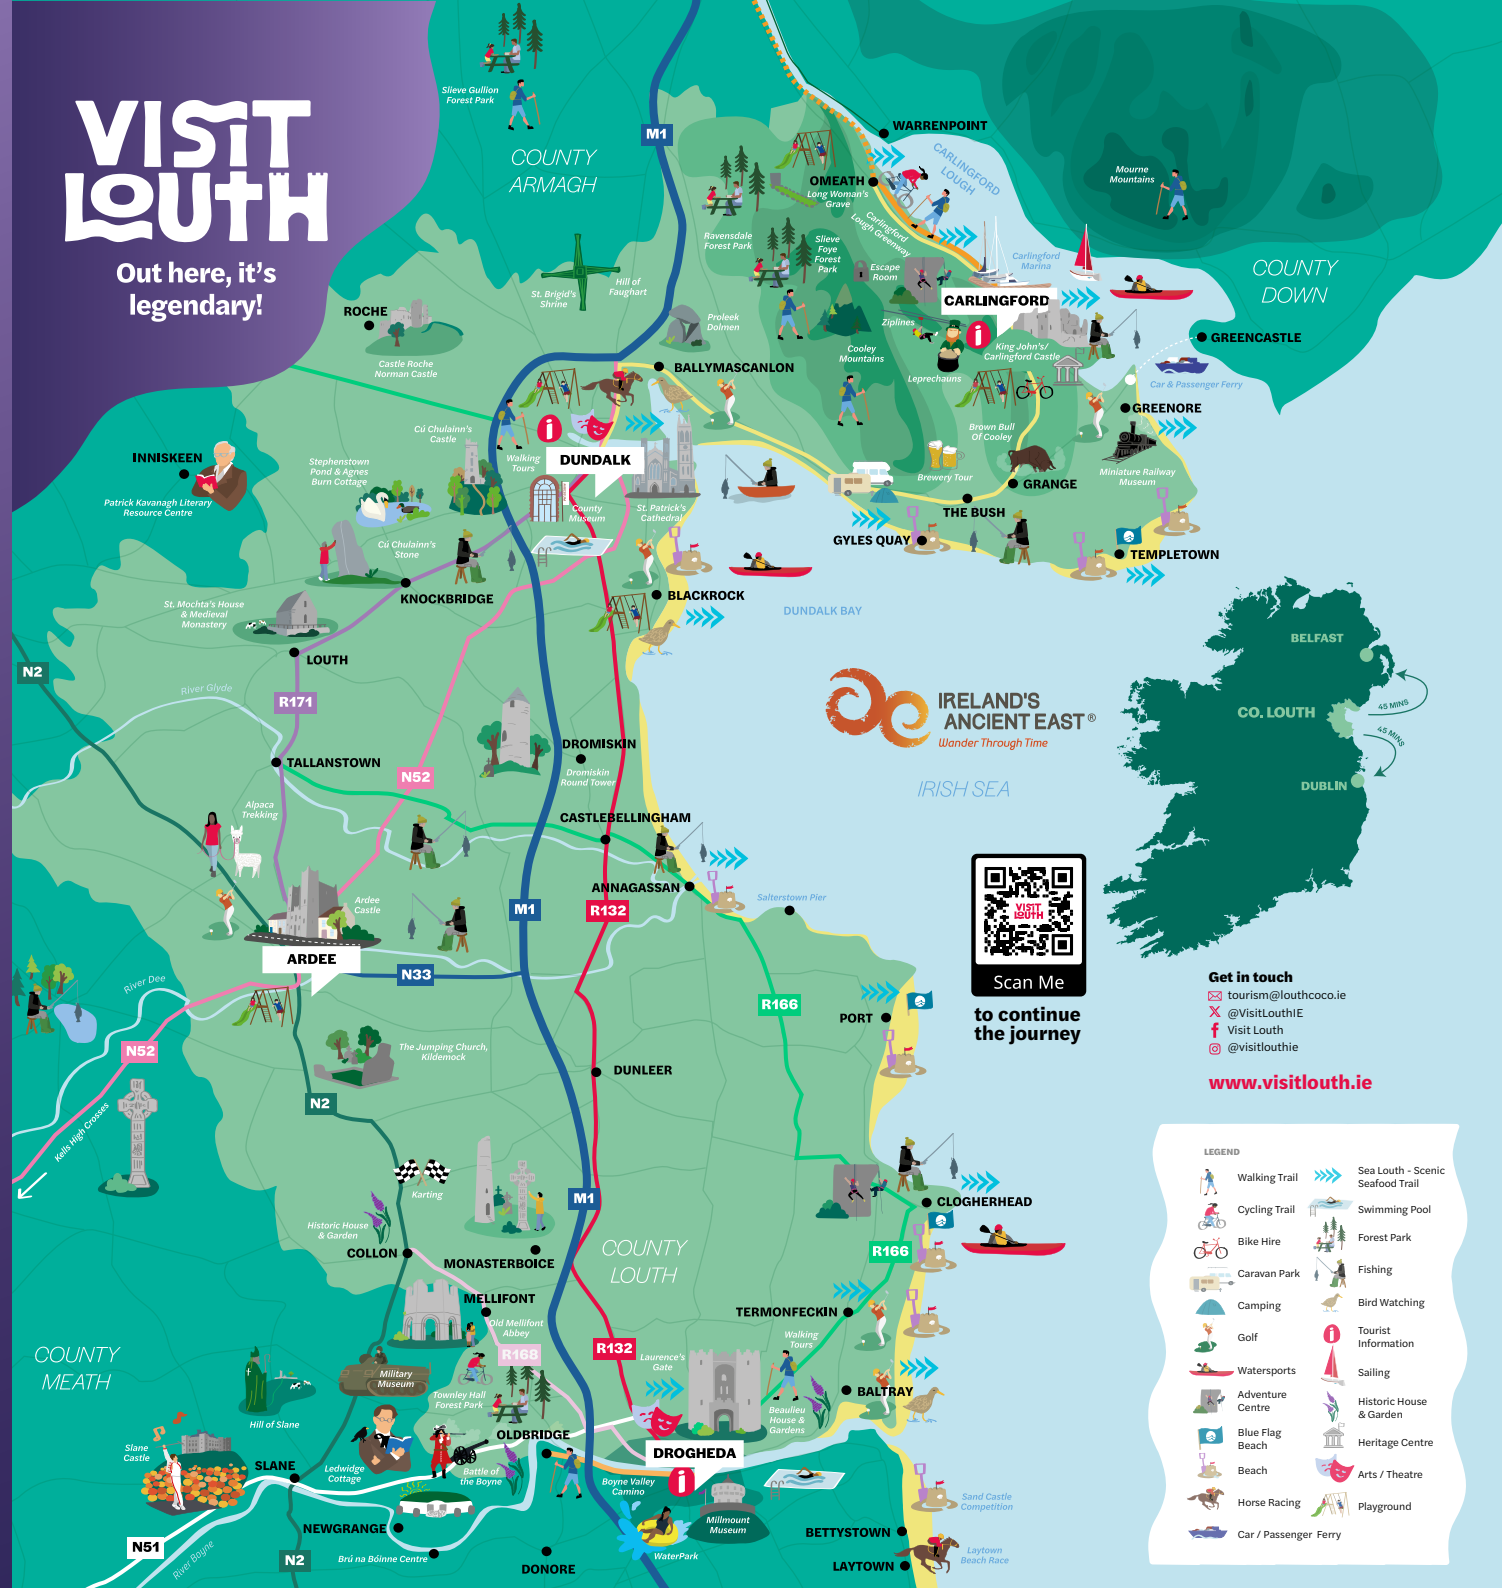 VISIT
LOUTH
Out here, it's
legendary!
Slieve Gullion
Forest Park
COUNTY
ARMAGH
M1
WARRENPOINT
CARLINGFORD
LOUGH
OMEATH
Long Woman's
Grave
Carlingford
Lough Greenway
Mourne
Mountains
Ravensdale
Forest Park
Slieve
Foye
Forest
Park
Escape
Room
Carlingford
Marina
COUNTY
DOWN
CARLINGFORD
St. Brigid's
Shrine
Hill of
Faughart
ROCHE
Castle Roche
Norman Castle
Proleek
Dolmen
Ziplines
Cooley
Mountains
Leprechauns
King John's/
Carlingford Castle
GREENCASTLE
Car & Passenger Ferry
BALLYMASCANLON
GREENORE
Cú Chulainn's
Castle
Walking
Tours
DUNDALK
Brown Bull
Of Cooley
Brewery Tour
GRANGE
Miniature Railway
Museum
INNISKEEN
Patrick Kavanagh Literary
Resource Centre
Stephenstown
Pond & Agnes
Burn Cottage
MUSEUM
County
Museum
St. Patrick's
Cathedral
THE BUSH
GYLES QUAY
TEMPLETOWN
Cú Chulainn's
Stone
KNOCKBRIDGE
BLACKROCK
DUNDALK BAY
St. Mochta's House
& Medieval
Monastery
LOUTH
N2
River Glyde
R171
BELFAST
CO. LOUTH
45 MINS
45 MINS
DUBLIN
IRELAND'S
ANCIENT EAST®
Wander Through Time
IRISH SEA
DROMISKIN
Dromiskin
Round Tower
TALLANSTOWN
N52
Alpaca
Trekking
CASTLEBELLINGHAM
ANNAGASSAN
Salterstown Pier
M1
R132
Ardee
Castle
ARDEE
N33
VISIT
LOUTH
Scan Me
to continue
the journey
Get in touch
tourism@louthcoco.ie
@VisitLouthIE
Visit Louth
@visitlouthie
www.visitlouth.ie
River Dee
R166
PORT
N52
The Jumping Church,
Kildemock
DUNLEER
N2
Kells High Crosses
Karting
Historic House
& Garden
COLLON
MONASTERBOICE
M1
CLOGHERHEAD
R166
COUNTY
LOUTH
MELLIFONT
Old Mellifont
Abbey
TERMONFECKIN
Walking
Tours
R168
R132
Laurence's
Gate
COUNTY
MEATH
Military
Museum
Townley Hall
Forest Park
Hill of Slane
BALTRAY
Beaulieu
House &
Gardens
OLDBRIDGE
DROGHEDA
Slane
Castle
SLANE
Ledwidge
Cottage
Battle of
the Boyne
Boyne Valley
Camino
Millmount
Museum
Sand Castle
Competition
NEWGRANGE
BETTYSTOWN
N51
River Boyne
N2
Brú na Bóinne Centre
DONORE
WaterPark
LAYTOWN
Laytown
Beach Race
LEGEND
Walking Trail
Cycling Trail
Bike Hire
Caravan Park
Camping
Golf
Watersports
Adventure
Centre
Blue Flag
Beach
Beach
Horse Racing
Car / Passenger Ferry
Sea Louth - Scenic
Seafood Trail
Swimming Pool
Forest Park
Fishing
Bird Watching
Tourist
Information
Sailing
Historic House
& Garden
Heritage Centre
Arts / Theatre
Playground